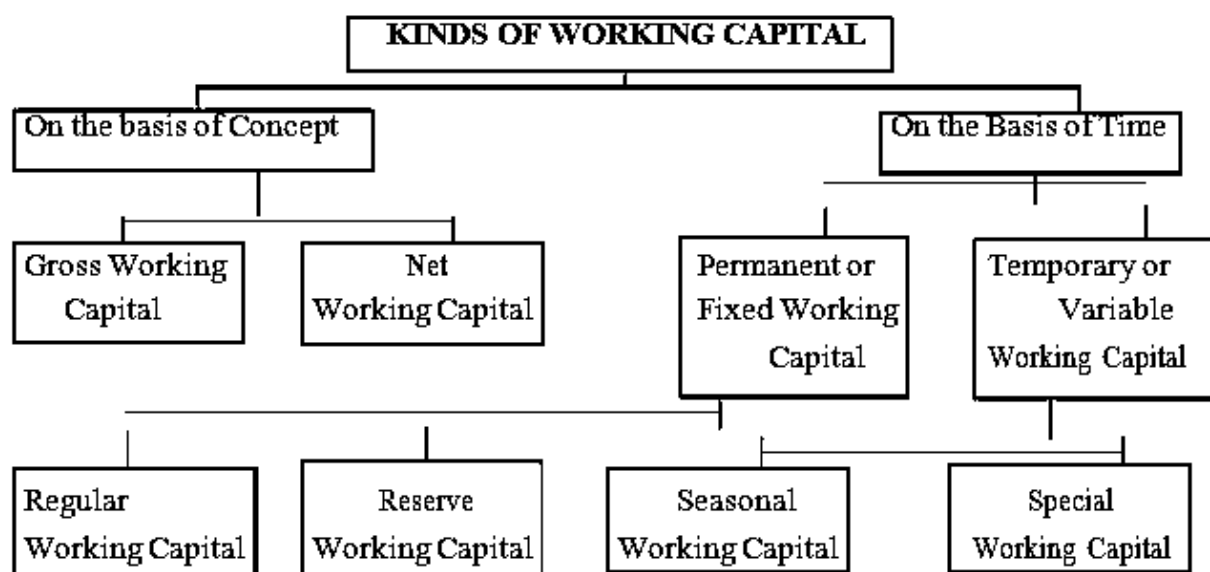 KINDS OF WORKING CAPITAL
On the basis of Concept
On the Basis of Time
Gross Working
Capital
Net
Working Capital
Permanent or
Fixed Working
Capital
Temporary or
Variable
Working Capital
Regular
Working Capital
Reserve
Working Capital
Seasonal
Working Capital
Special
Working Capital